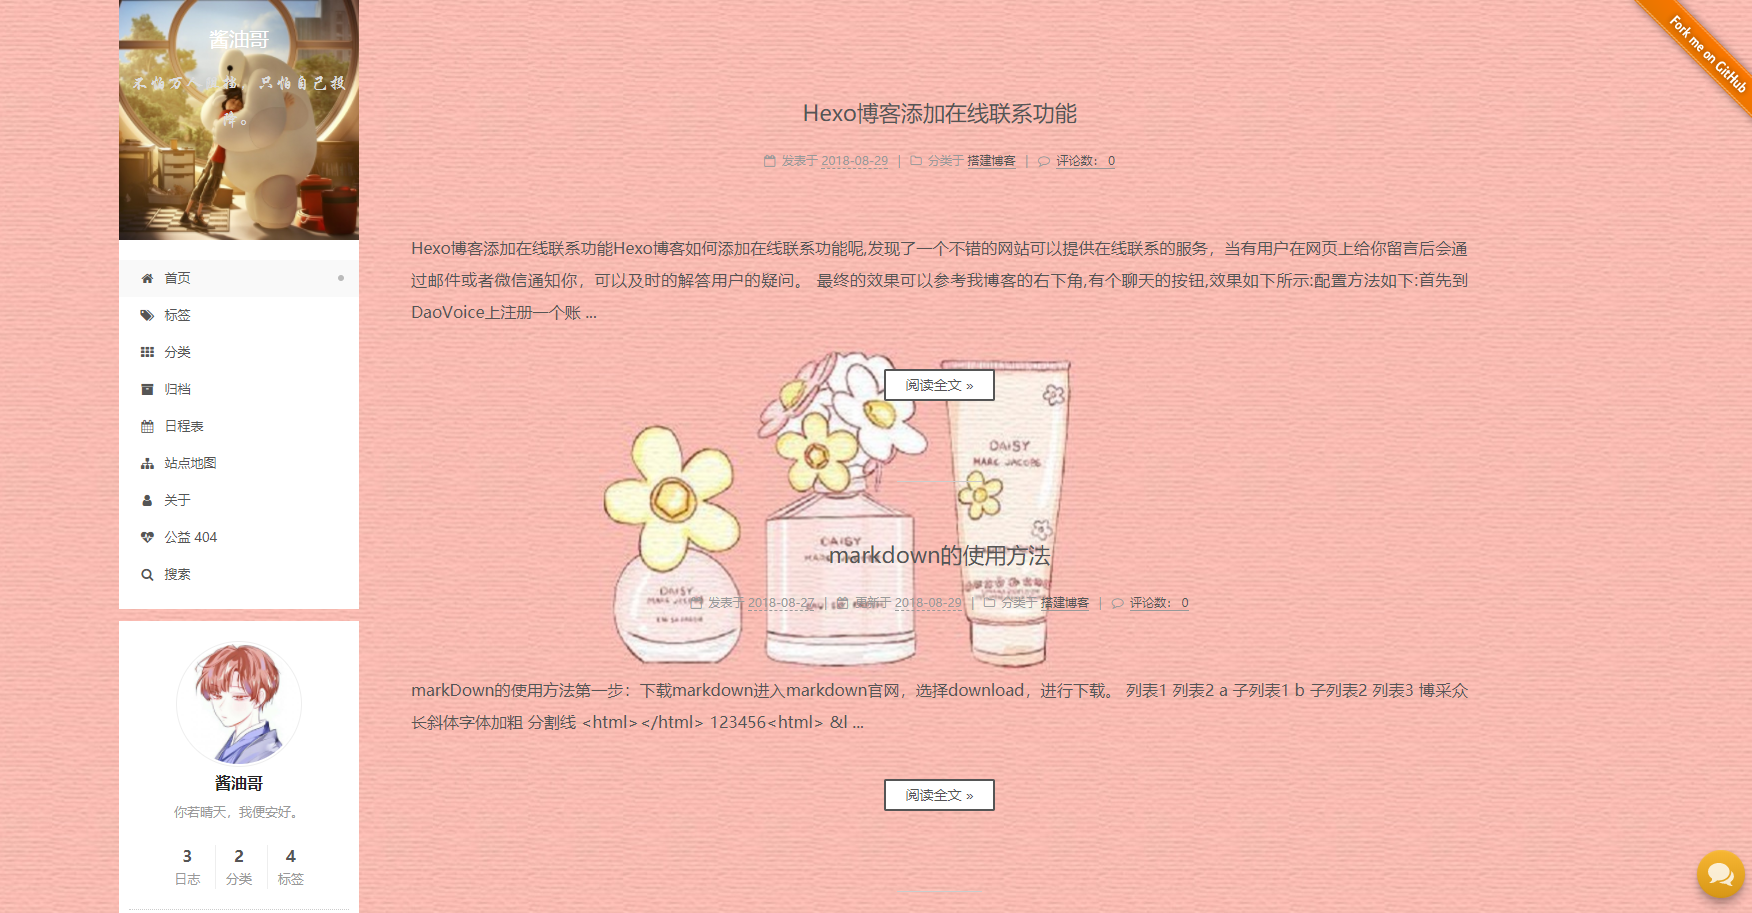 酱油哥
不怕万人阻挡，只怕自己投
降。
首页
标签
分类
归档
日程表
站点地图
关于
公益 404
搜索
酱油哥
你若晴天，我便安好。
3 2 4
日志 分类 标签
Fork me on GitHub
Hexo博客添加在线联系功能
发表于 2018-08-29 | 分类于 搭建博客 | 评论数： 0
Hexo博客添加在线联系功能Hexo博客如何添加在线联系功能呢,发现了一个不错的网站可以提供在线联系的服务，当有用户在网页上给你留言后会通
过邮件或者微信通知你，可以及时的解答用户的疑问。 最终的效果可以参考我博客的右下角,有个聊天的按钮,效果如下所示:配置方法如下:首先到
DaoVoice上注册一个账 ...
阅读全文 »
DAISY
MARC JACOBS
markdown的使用方法
发表于 2018-08-27 | 更新于 2018-08-29 | 分类于 搭建博客 | 评论数： 0
DAISY
DAISY
markDown的使用方法第一步：下载markdown进入markdown官网，选择download，进行下载。 列表1 列表2 a 子列表1 b 子列表2 列表3 博采众
长斜体字体加粗 分割线 <html></html> 123456<html> &l ...
阅读全文 »